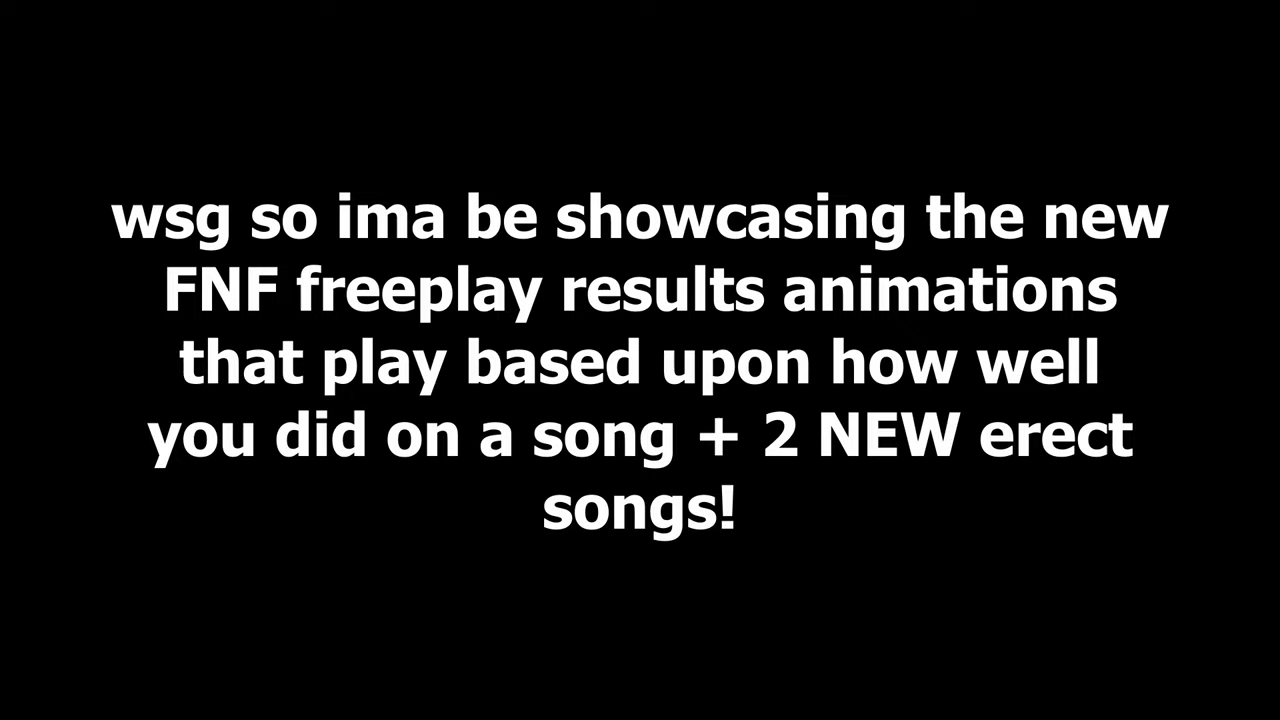 wsg so ima be showcasing the new
FNF freeplay results animations
that play based upon how well
you did on a song + 2 NEW erect
songs!